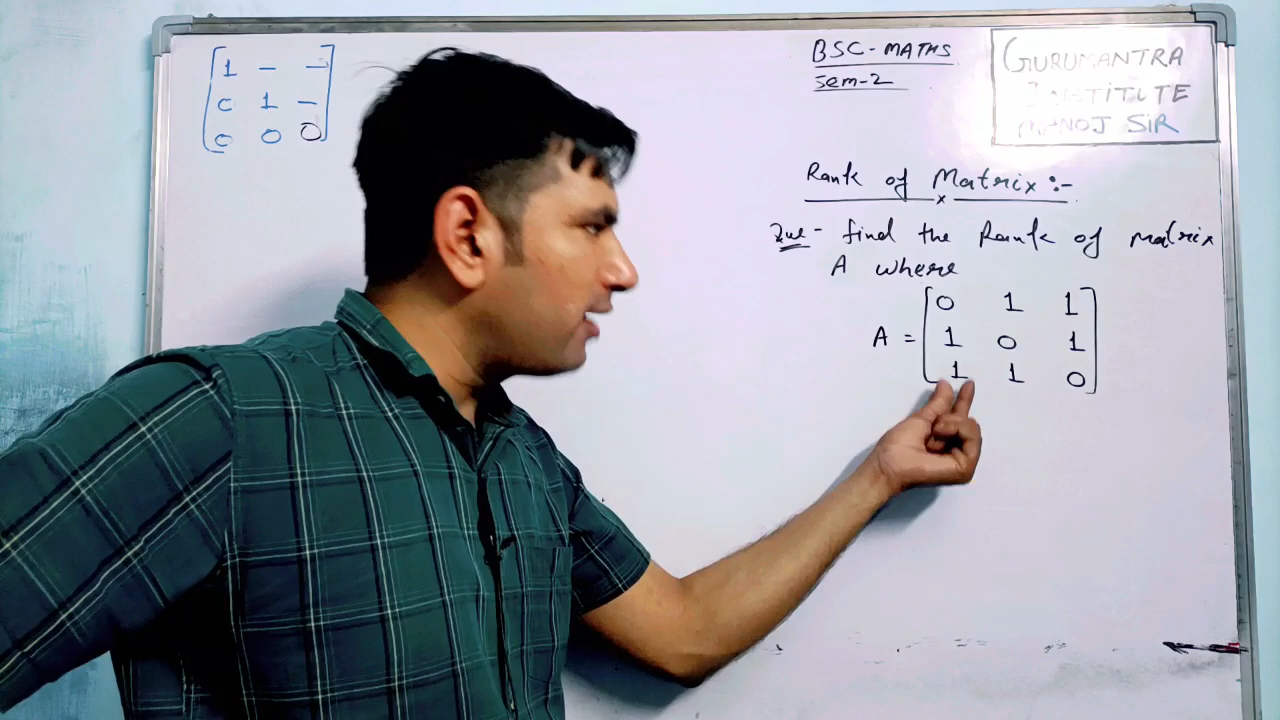 1 - -
0 1 -
0 0 0
BSC-MATHS
Sem-2
GURUMANTRA
INSTITUTE
MANOJ SIR
Rank of Matrix :-
x
Que- find the Rank of Matrix
A where
0 1 1
A = 1 0 1
1 1 0